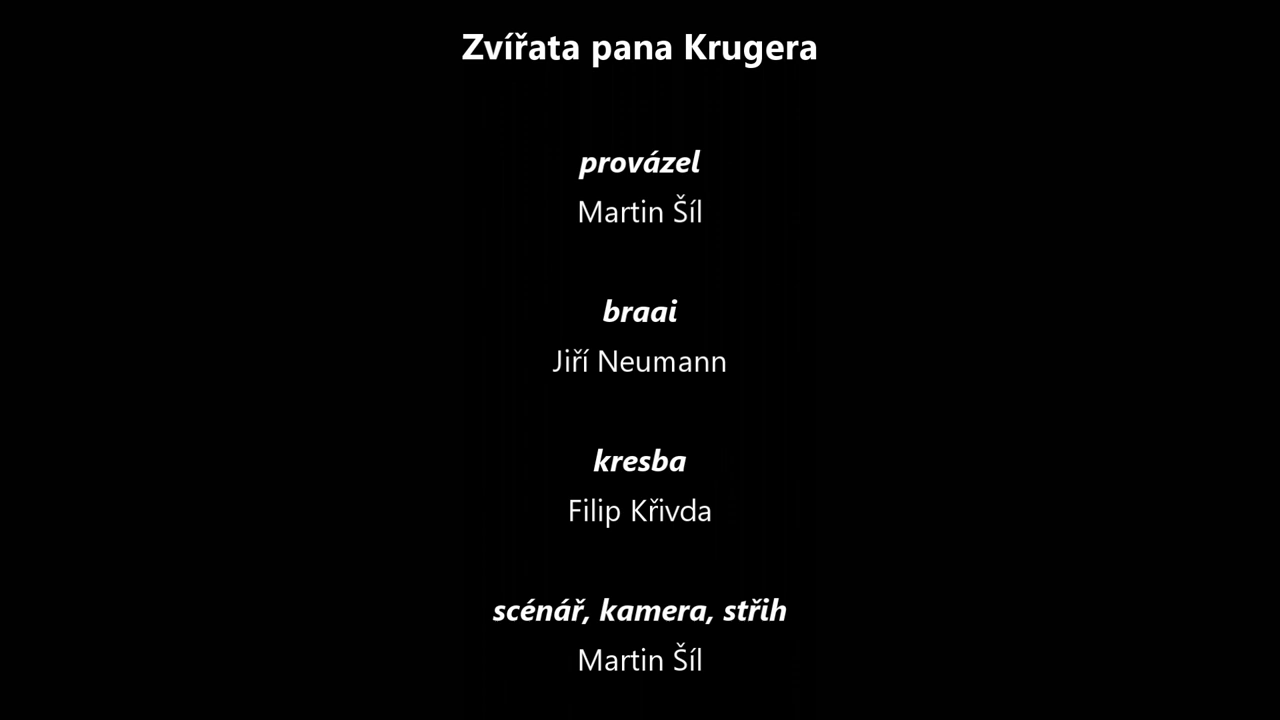 Zvířata pana Krugera
provázel
Martin Šíl
braai
Jiří Neumann
kresba
Filip Křivda
scénář, kamera, střih
Martin Šíl